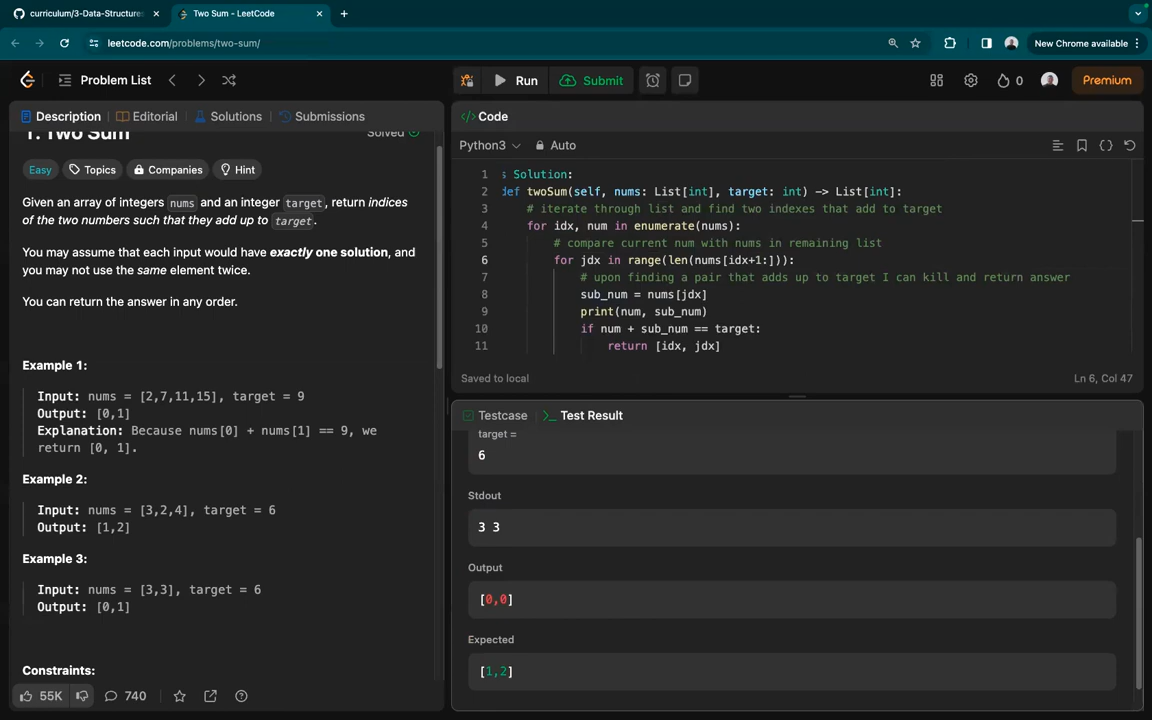 curriculum/3-Data-Structures
Two Sum - LeetCode
leetcode.com/problems/two-sum/
New Chrome available
Problem List
Run
Submit
0
Premium
Description
Editorial
Solutions
Submissions
1. Two Sum
Solved
Easy
Topics
Companies
Hint
Given an array of integers nums and an integer target, return indices
of the two numbers such that they add up to target.
You may assume that each input would have exactly one solution, and
you may not use the same element twice.
You can return the answer in any order.
Example 1:
Input: nums = [2,7,11,15], target = 9
Output: [0,1]
Explanation: Because nums[0] + nums[1] == 9, we
return [0, 1].
Example 2:
Input: nums = [3,2,4], target = 6
Output: [1,2]
Example 3:
Input: nums = [3,3], target = 6
Output: [0,1]
Constraints:
55K
740
</> Code
Python3
Auto
1 s Solution:
2 def twoSum(self, nums: List[int], target: int) -> List[int]:
3 # iterate through list and find two indexes that add to target
4 for idx, num in enumerate(nums):
5 # compare current num with nums in remaining list
6 for jdx in range(len(nums[idx+1:])):
7 # upon finding a pair that adds up to target I can kill and return answer
8 sub_num = nums[jdx]
9 print(num, sub_num)
10 if num + sub_num == target:
11 return [idx, jdx]
Saved to local
Ln 6, Col 47
Testcase
>_ Test Result
target =
6
Stdout
3 3
Output
[0,0]
Expected
[1,2]